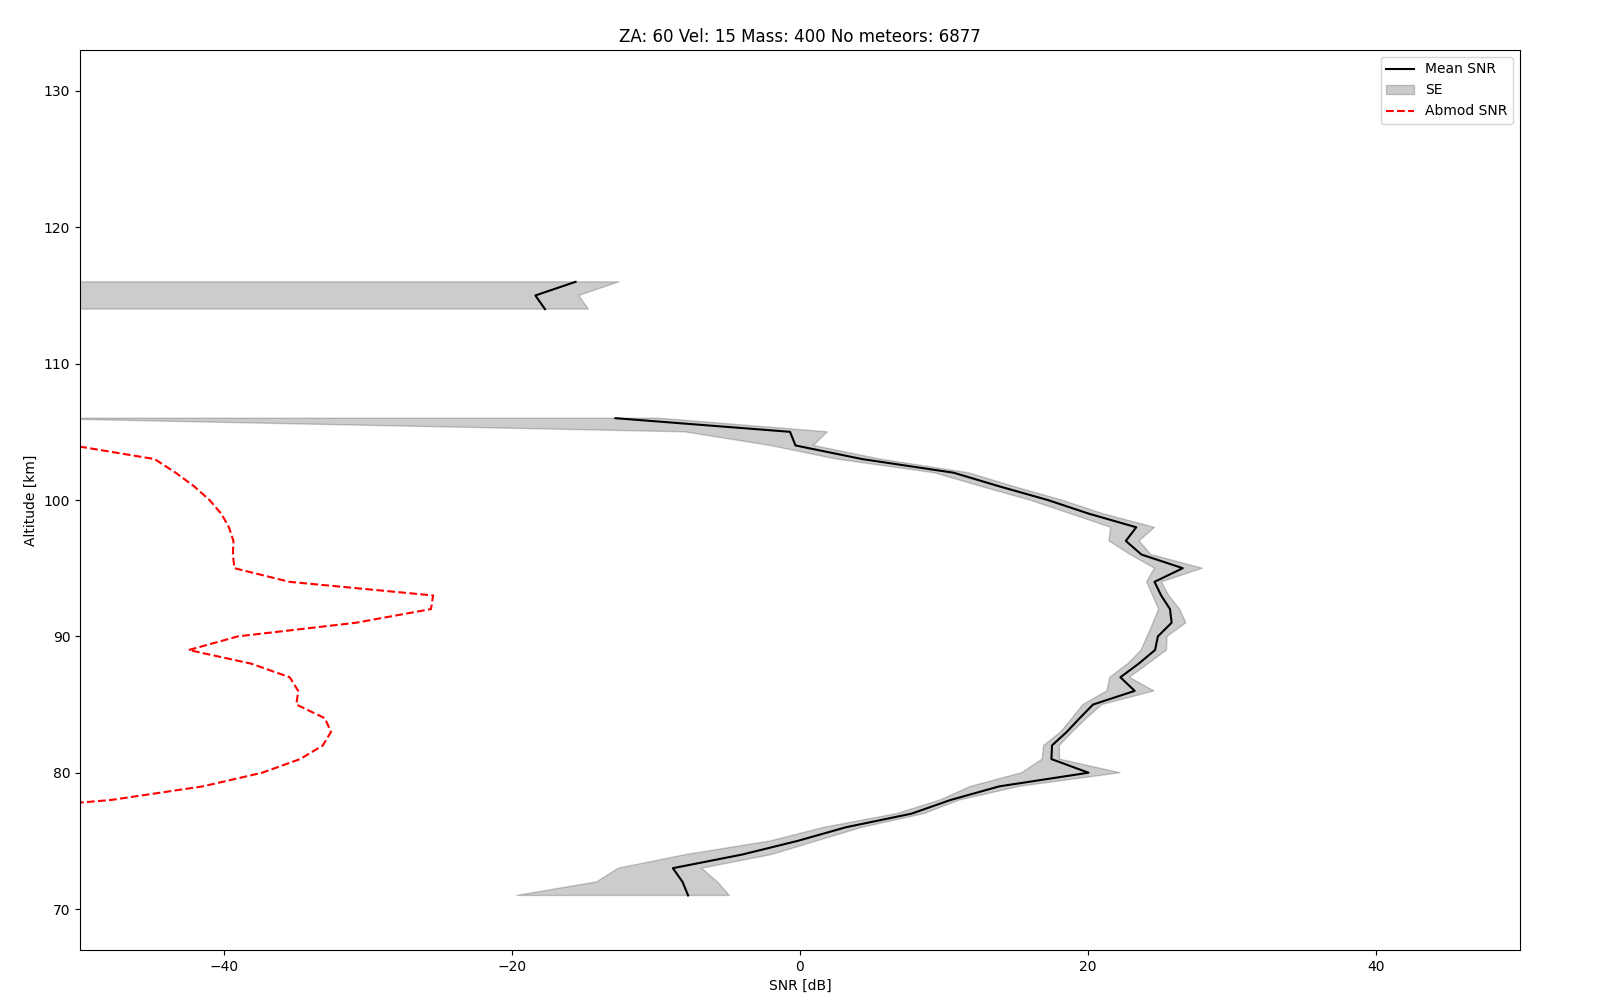 ZA: 60 Vel: 15 Mass: 400 No meteors: 6877
Mean SNR
SE
Abmod SNR
130
120
110
100
90
80
70
Altitude [km]
−40
−20
0
20
40
SNR [dB]